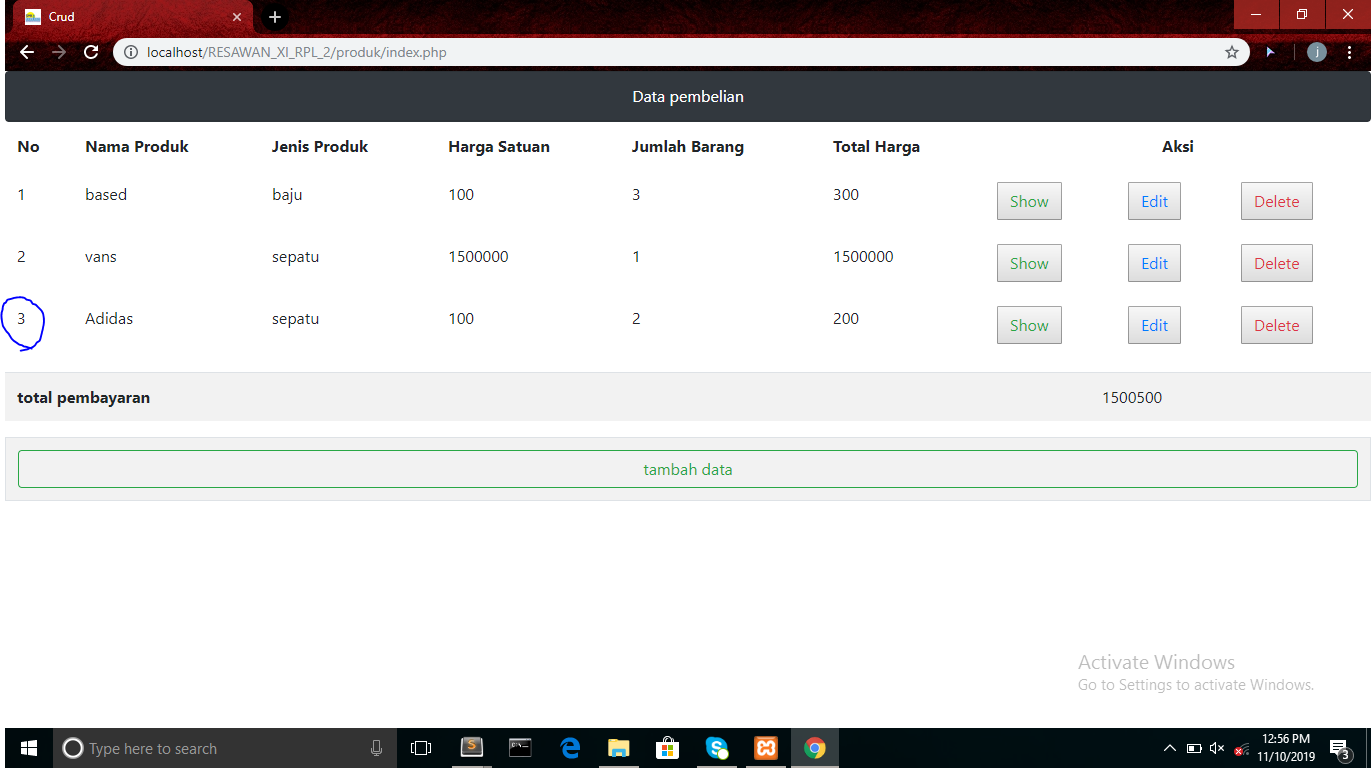 Crud
localhost/RESAWAN_XI_RPL_2/produk/index.php
j
Data pembelian
No Nama Produk Jenis Produk Harga Satuan Jumlah Barang Total Harga Aksi
1 based baju 100 3 300 Show Edit Delete
2 vans sepatu 1500000 1 1500000 Show Edit Delete
3 Adidas sepatu 100 2 200 Show Edit Delete
total pembayaran 1500500
tambah data
Activate Windows
Go to Settings to activate Windows.
Type here to search
12:56 PM
11/10/2019
3